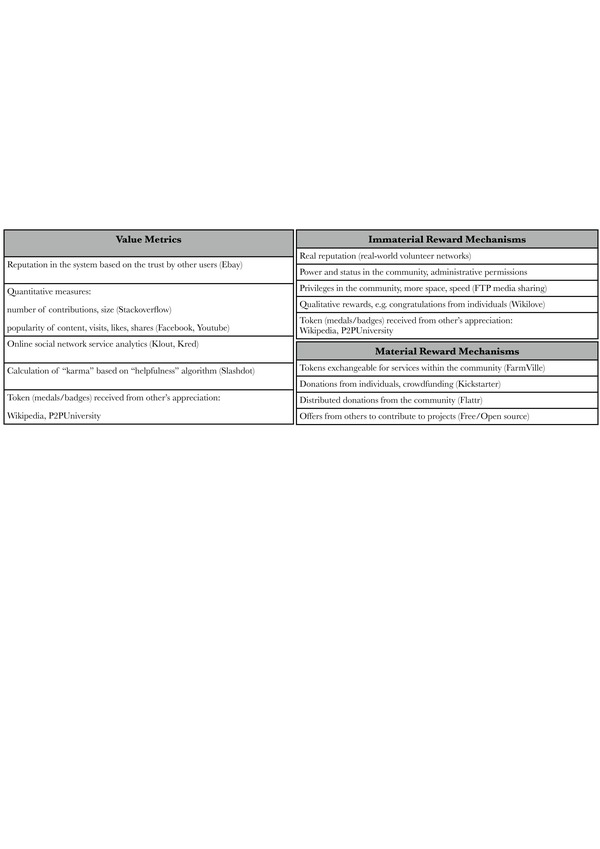 Value Metrics
Reputation in the system based on the trust by other users (Ebay)
Quantitative measures:
number of contributions, size (Stackoverflow)
popularity of content, visits, likes, shares (Facebook, Youtube)
Online social network service analytics (Klout, Kred)
Calculation of “karma” based on “helpfulness” algorithm (Slashdot)
Token (medals/badges) received from other’s appreciation:
Wikipedia, P2PUniversity
Immaterial Reward Mechanisms
Real reputation (real-world volunteer networks)
Power and status in the community, administrative permissions
Privileges in the community, more space, speed (FTP media sharing)
Qualitative rewards, e.g. congratulations from individuals (Wikilove)
Token (medals/badges) received from other’s appreciation:
Wikipedia, P2PUniversity
Material Reward Mechanisms
Tokens exchangeable for services within the community (FarmVille)
Donations from individuals, crowdfunding (Kickstarter)
Distributed donations from the community (Flattr)
Offers from others to contribute to projects (Free/Open source)